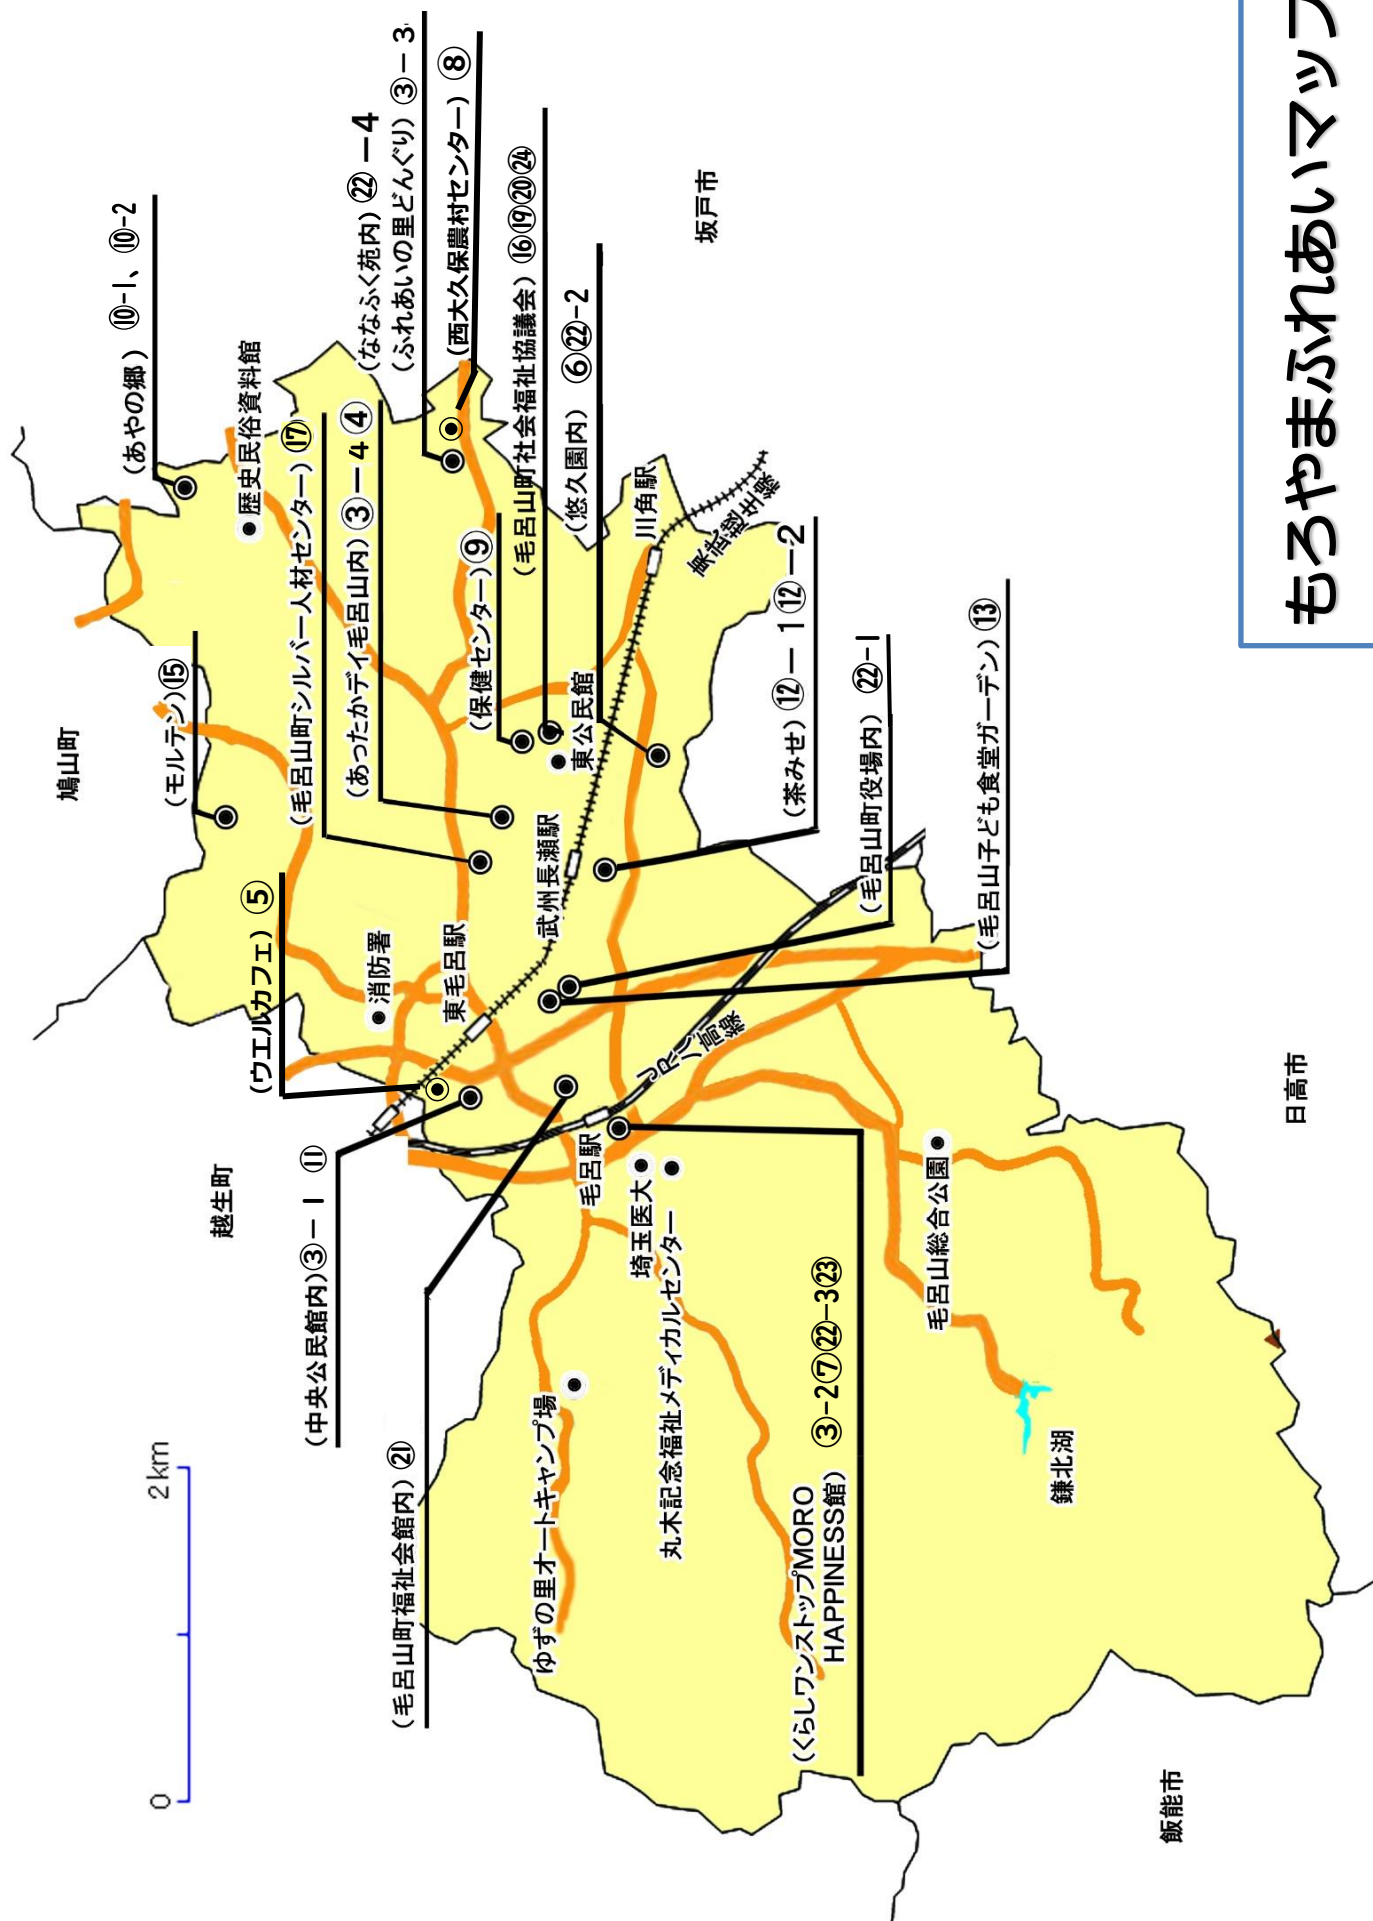 もろやまふれあいマップ
0
2km
鳩山町
越生町
坂戸市
日高市
飯能市
(あやの郷) ⑩-1、⑩-2
歴史民俗資料館
(モルテン)⑮
(毛呂山町シルバー人材センター)⑰
(あったかデイ毛呂山内)③－4④
(ななふく苑内)㉒－4
(ふれあいの里どんぐり)③－3
(西大久保農村センター)⑧
(保健センター)⑨
(毛呂山町社会福祉協議会)⑯⑲⑳㉔
(悠久園内)⑥㉒-2
東公民館
川角駅
東武越生線
武州長瀬駅
(茶みせ)⑫－1⑫－2
(毛呂山町役場内)㉒-1
(毛呂山子ども食堂ガーデン)⑬
(ウエルカフェ)⑤
消防署
東毛呂駅
JR八高線
(中央公民館内)③－1 ⑪
(毛呂山町福祉会館内)㉑
毛呂駅
埼玉医大
丸木記念福祉メディカルセンター
ゆずの里オートキャンプ場
(くらしワンストップMORO
HAPPINESS館)
③-2⑦㉒-3㉓
毛呂山総合公園
鎌北湖